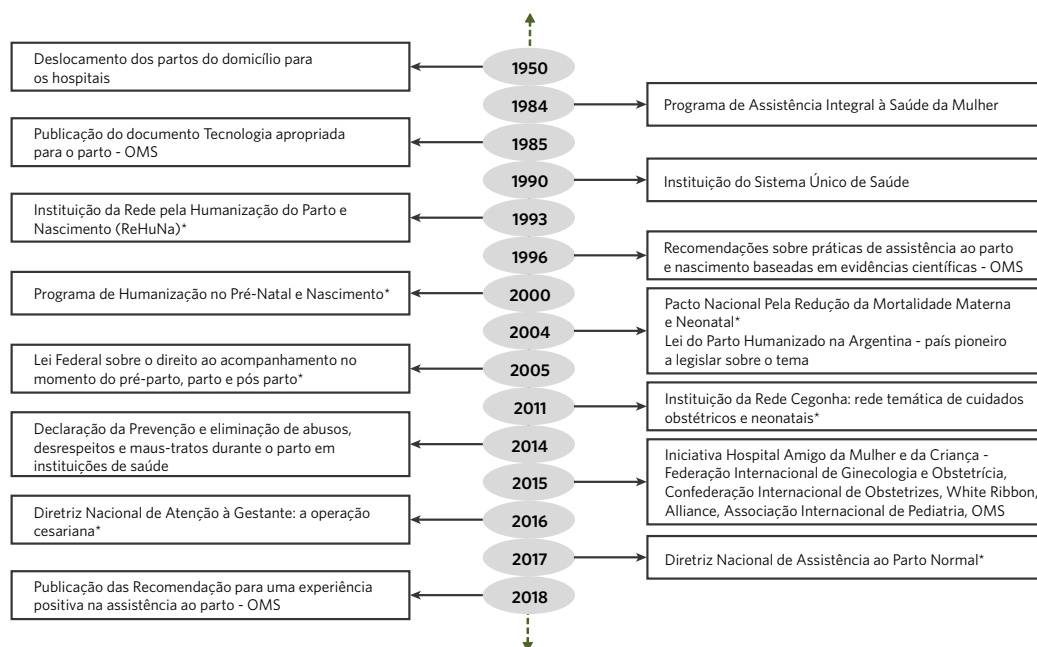 1950
Deslocamento dos partos do domicílio para
os hospitais
1984
Programa de Assistência Integral à Saúde da Mulher
1985
Publicação do documento Tecnologia apropriada
para o parto - OMS
1990
Instituição do Sistema Único de Saúde
1993
Instituição da Rede pela Humanização do Parto e
Nascimento (ReHuNa)*
1996
Recomendações sobre práticas de assistência ao parto
e nascimento baseadas em evidências científicas - OMS
2000
Programa de Humanização no Pré-Natal e Nascimento*
2004
Pacto Nacional Pela Redução da Mortalidade Materna
e Neonatal*
Lei do Parto Humanizado na Argentina - país pioneiro
a legislar sobre o tema
2005
Lei Federal sobre o direito ao acompanhamento no
momento do pré-parto, parto e pós parto*
2011
Instituição da Rede Cegonha: rede temática de cuidados
obstétricos e neonatais*
2014
Declaração da Prevenção e eliminação de abusos,
desrespeitos e maus-tratos durante o parto em
instituições de saúde
2015
Iniciativa Hospital Amigo da Mulher e da Criança -
Federação Internacional de Ginecologia e Obstetrícia,
Confederação Internacional de Obstetrizes, White Ribbon,
Alliance, Associação Internacional de Pediatria, OMS
2016
Diretriz Nacional de Atenção à Gestante: a operação
cesariana*
2017
Diretriz Nacional de Assistência ao Parto Normal*
2018
Publicação das Recomendação para uma experiência
positiva na assistência ao parto - OMS